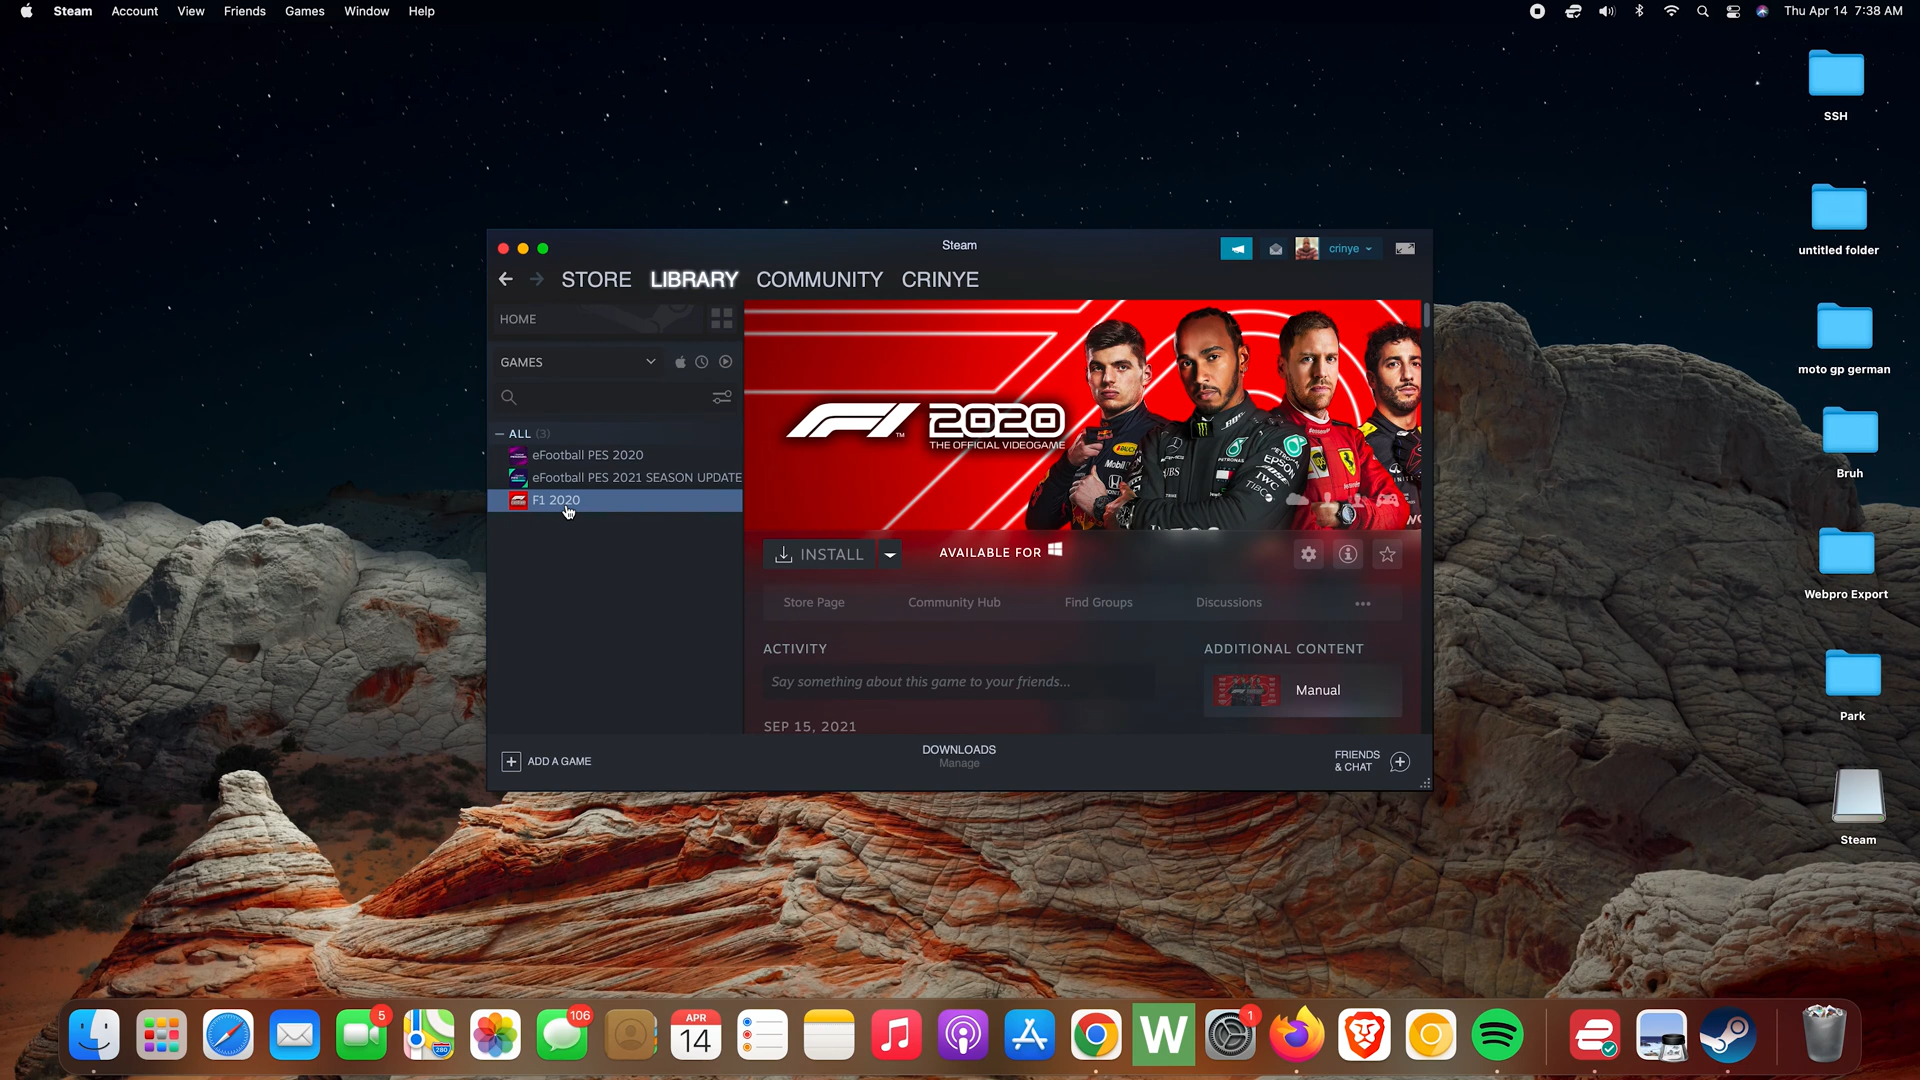 Steam Account View Friends Games Window Help
Thu Apr 14 7:38 AM
SSH
untitled folder
moto gp german
Bruh
Webpro Export
Park
Steam
Steam
crinye
STORE LIBRARY COMMUNITY CRINYE
HOME
GAMES
ALL (3)
eFootball PES 2020
eFootball PES 2021 SEASON UPDATE
F1 2020
F1 2020
THE OFFICIAL VIDEOGAME
INSTALL
AVAILABLE FOR
Store Page Community Hub Find Groups Discussions
ACTIVITY
ADDITIONAL CONTENT
Say something about this game to your friends...
Manual
SEP 15, 2021
ADD A GAME
DOWNLOADS
Manage
FRIENDS
& CHAT
5
106
APR
14
280
W
1